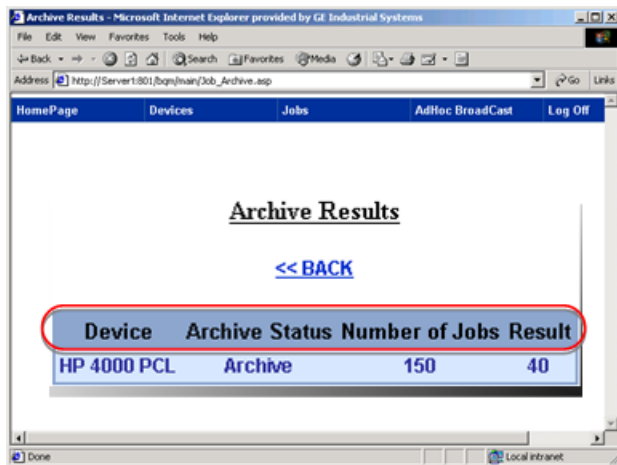 Archive Results - Microsoft Internet Explorer provided by GE Industrial Systems
File Edit View Favorites Tools Help
Back Search Favorites Media
Address http://Server1:801/bqm/main/Job_Archive.asp Go Links
HomePage Devices Jobs AdHoc BroadCast Log Off
Archive Results
<< BACK
Device Archive Status Number of Jobs Result
HP 4000 PCL Archive 150 40
Done Local intranet